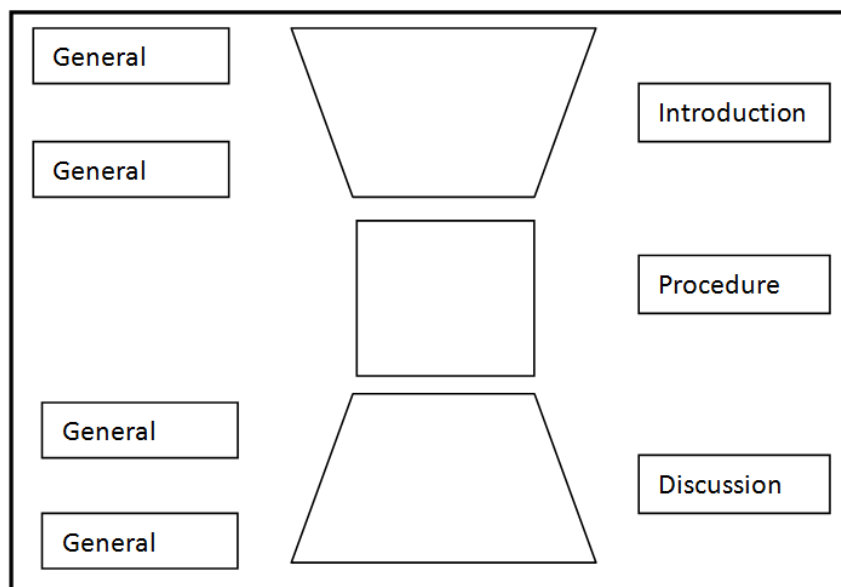 General
Introduction
General
Procedure
General
Discussion
General